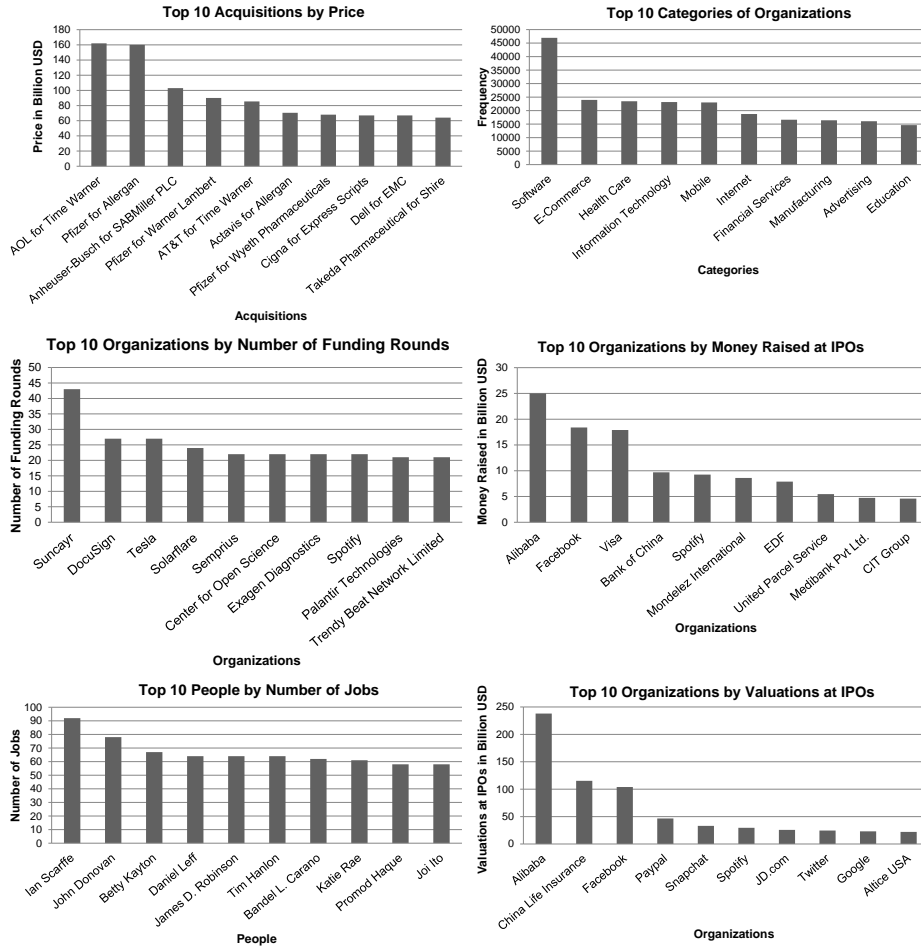 Top 10 Acquisitions by Price
Price in Billion USD
180
160
140
120
100
80
60
40
20
0
AOL for Time Warner
Pfizer for Allergan
Anheuser-Busch for SABMiller PLC
Pfizer for Warner Lambert
AT&T for Time Warner
Actavis for Allergan
Pfizer for Wyeth Pharmaceuticals
Cigna for Express Scripts
Dell for EMC
Takeda Pharmaceutical for Shire
Acquisitions
Top 10 Categories of Organizations
Frequency
50000
45000
40000
35000
30000
25000
20000
15000
10000
5000
0
Software
E-Commerce
Health Care
Information Technology
Mobile
Internet
Financial Services
Manufacturing
Advertising
Education
Categories
Top 10 Organizations by Number of Funding Rounds
Number of Funding Rounds
50
45
40
35
30
25
20
15
10
5
0
Suncayr
DocuSign
Tesla
Solarflare
Semprius
Center for Open Science
Exagen Diagnostics
Spotify
Palantir Technologies
Trendy Beat Network Limited
Organizations
Top 10 Organizations by Money Raised at IPOs
Money Raised in Billion USD
30
25
20
15
10
5
0
Alibaba
Facebook
Visa
Bank of China
Spotify
Mondelez International
EDF
United Parcel Service
Medibank Pvt Ltd.
CIT Group
Organizations
Top 10 People by Number of Jobs
Number of Jobs
100
90
80
70
60
50
40
30
20
10
0
Ian Scarffe
John Donovan
Betty Kayton
Daniel Leff
James D. Robinson
Tim Hanlon
Bandel L. Carano
Katie Rae
Promod Haque
Joi Ito
People
Top 10 Organizations by Valuations at IPOs
Valuations at IPOs in Billion USD
250
200
150
100
50
0
Alibaba
China Life Insurance
Facebook
Paypal
Snapchat
Spotify
JD.com
Twitter
Google
Altice USA
Organizations